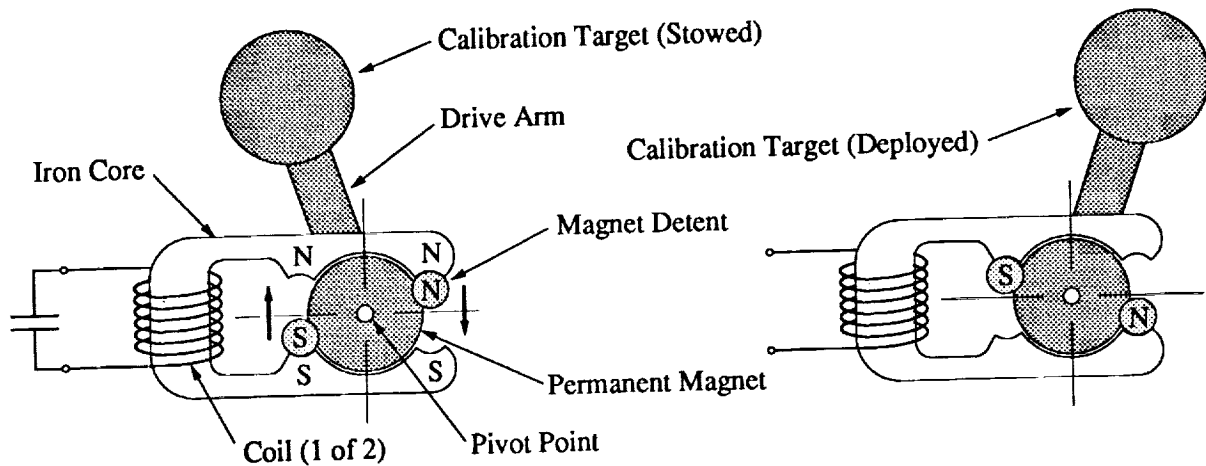 Calibration Target (Stowed)
Drive Arm
Calibration Target (Deployed)
Iron Core
Magnet Detent
N
N
N
S
S
S
S
N
Permanent Magnet
Coil (1 of 2)
Pivot Point